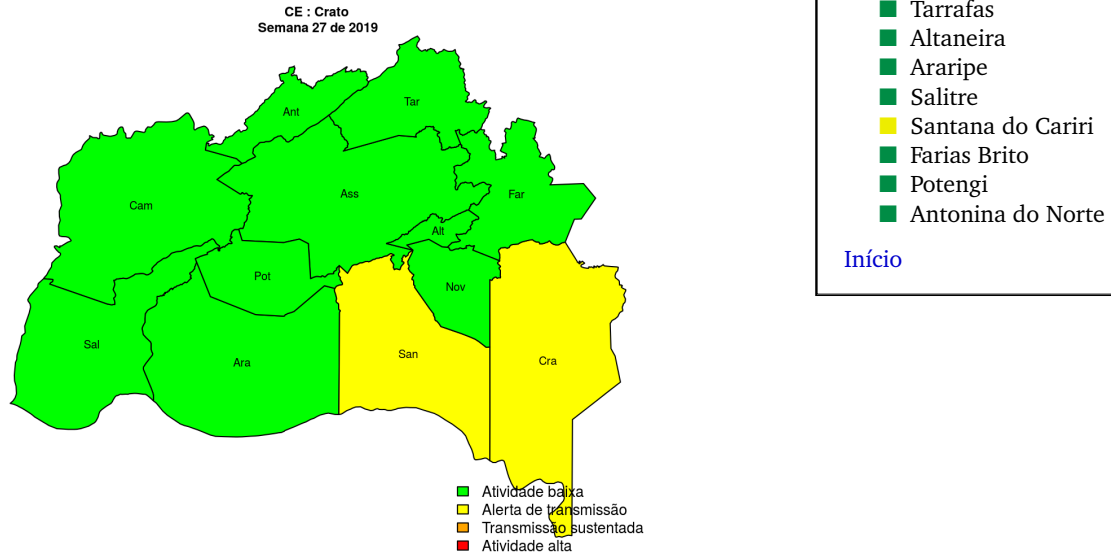 CE : Crato
Semana 27 de 2019
Ant
Tar
Cam
Ass
Far
Alt
Pot
Nov
Sal
Ara
San
Cra
Atividade baixa
Alerta de transmissão
Transmissão sustentada
Atividade alta
Tarrafas
Altaneira
Araripe
Salitre
Santana do Cariri
Farias Brito
Potengi
Antonina do Norte
Início